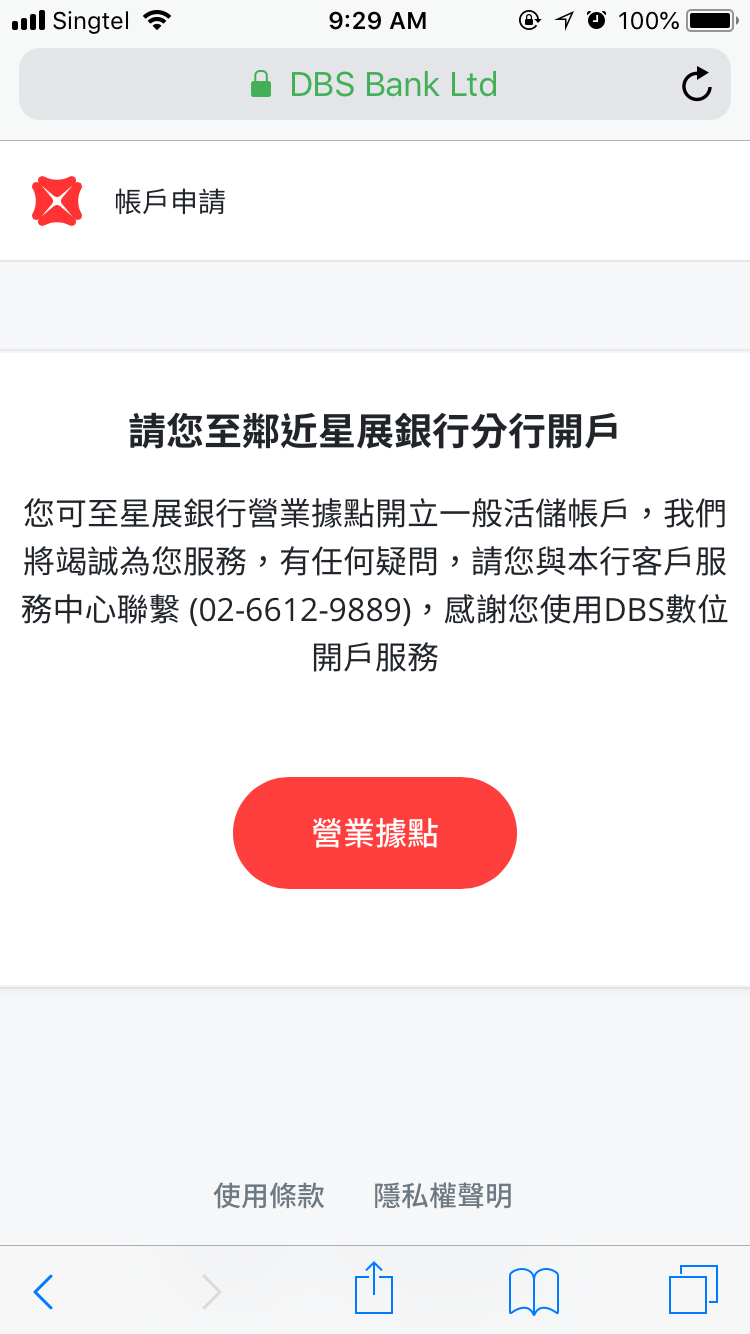 Singtel 9:29 AM 100%
DBS Bank Ltd
帳戶申請
請您至鄰近星展銀行分行開戶
您可至星展銀行營業據點開立一般活儲帳戶，我們
將竭誠為您服務，有任何疑問，請您與本行客戶服
務中心聯繫 (02-6612-9889)，感謝您使用DBS數位
開戶服務
營業據點
使用條款 隱私權聲明